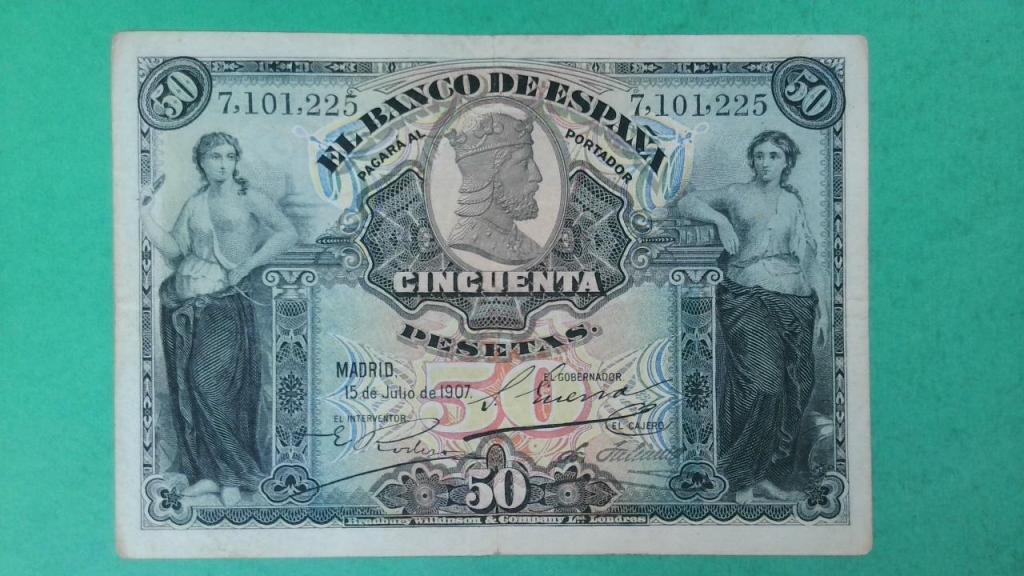 50 50
7,101,225 7,101,225
EL BANCO DE ESPAÑA
PAGARÁ AL PORTADOR
CINCUENTA
PESETAS.
MADRID.
15 de Julio de 1907.
50
EL GOBERNADOR.
EL INTERVENTOR.
EL CAJERO.
50
Bradbury Wilkinson & Company Ld. Londres